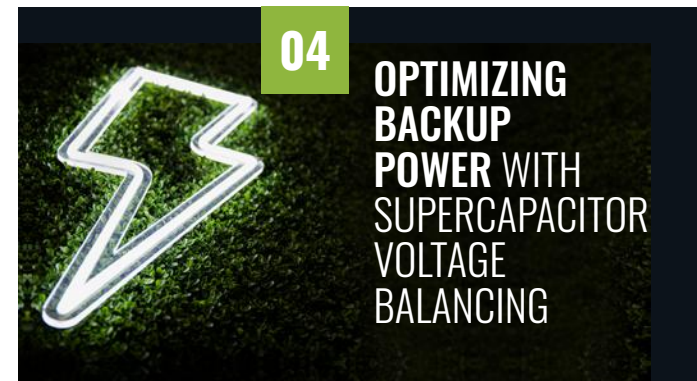 04
OPTIMIZING
BACKUP
POWER WITH
SUPERCAPACITOR
VOLTAGE
BALANCING